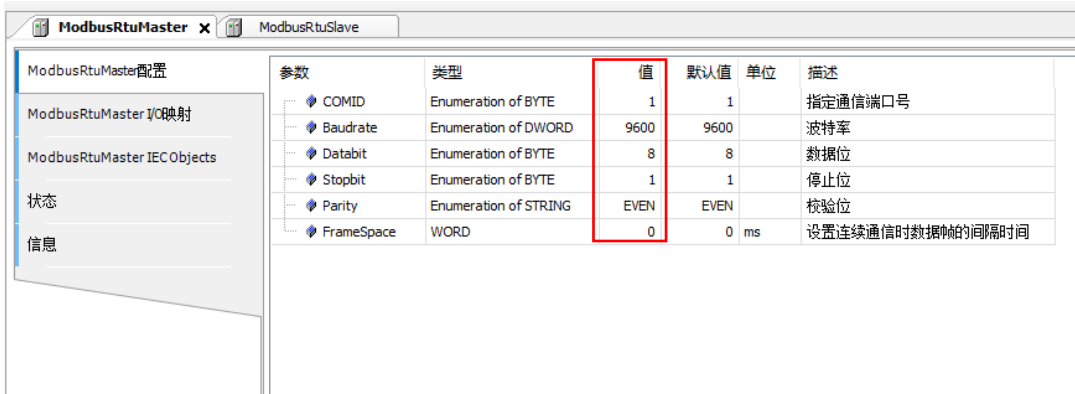 ModbusRtuMaster ModbusRtuSlave
ModbusRtuMaster配置
ModbusRtuMaster I/O映射
ModbusRtuMaster IEC Objects
状态
信息
参数 类型 值 默认值 单位 描述
COMID Enumeration of BYTE 1 1 指定通信端口号
Baudrate Enumeration of DWORD 9600 9600 波特率
Databit Enumeration of BYTE 8 8 数据位
Stopbit Enumeration of BYTE 1 1 停止位
Parity Enumeration of STRING EVEN EVEN 校验位
FrameSpace WORD 0 0 ms 设置连续通信时数据帧的间隔时间